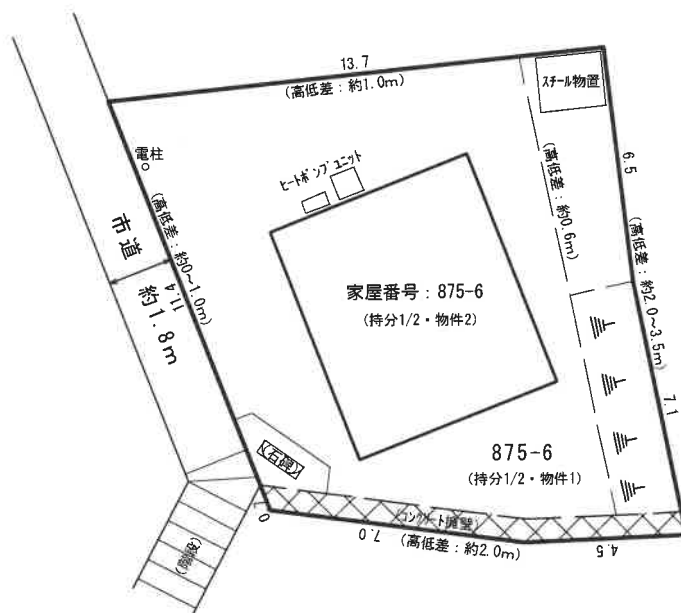 13.7
(高低差：約1.0m)
スチール物置
電柱
ヒートポンプユニット
6.5
(高低差：約0.6m)
(高低差：約0～1.0m)
市道
約1.8m
11.4
(高低差：約2.0～3.5m)
家屋番号：875-6
(持分1/2・物件2)
7.1
875-6
(持分1/2・物件1)
(石碑)
コンクリート擁壁
7.0
(高低差：約2.0m)
4.5
(階段)